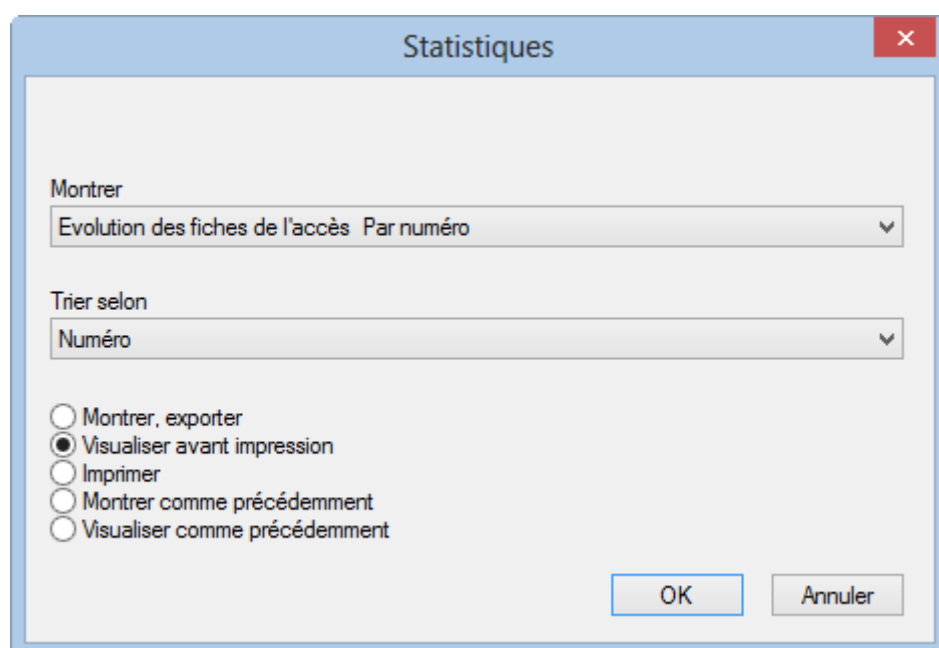 Statistiques
Montrer
Evolution des fiches de l'accès Par numéro
Trier selon
Numéro
Montrer, exporter
Visualiser avant impression
Imprimer
Montrer comme précédemment
Visualiser comme précédemment
OK Annuler